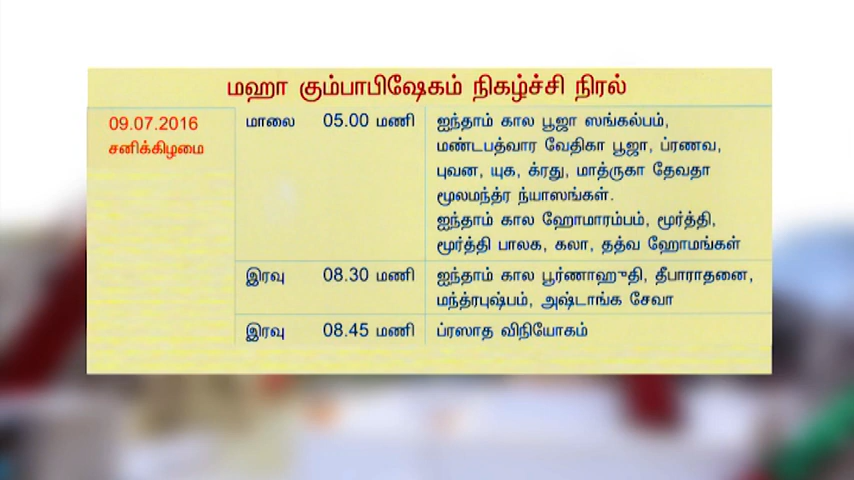 மஹா கும்பாபிஷேகம் நிகழ்ச்சி நிரல்
09.07.2016
சனிக்கிழமை
மாலை 05.00 மணி
ஐந்தாம் கால பூஜா ஸங்கல்பம்,
மண்டபத்வார வேதிகா பூஜா, ப்ரணவ,
புவன, யுக, க்ரது, மாத்ருகா தேவதா
மூலமந்த்ர ந்யாஸங்கள்.
ஐந்தாம் கால ஹோமாரம்பம், மூர்த்தி,
மூர்த்தி பாலக, கலா, தத்வ ஹோமங்கள்
இரவு 08.30 மணி
ஐந்தாம் கால பூர்ணாஹுதி, தீபாராதனை,
மந்த்ரபுஷ்பம், அஷ்டாங்க சேவா
இரவு 08.45 மணி
ப்ரஸாத விநியோகம்